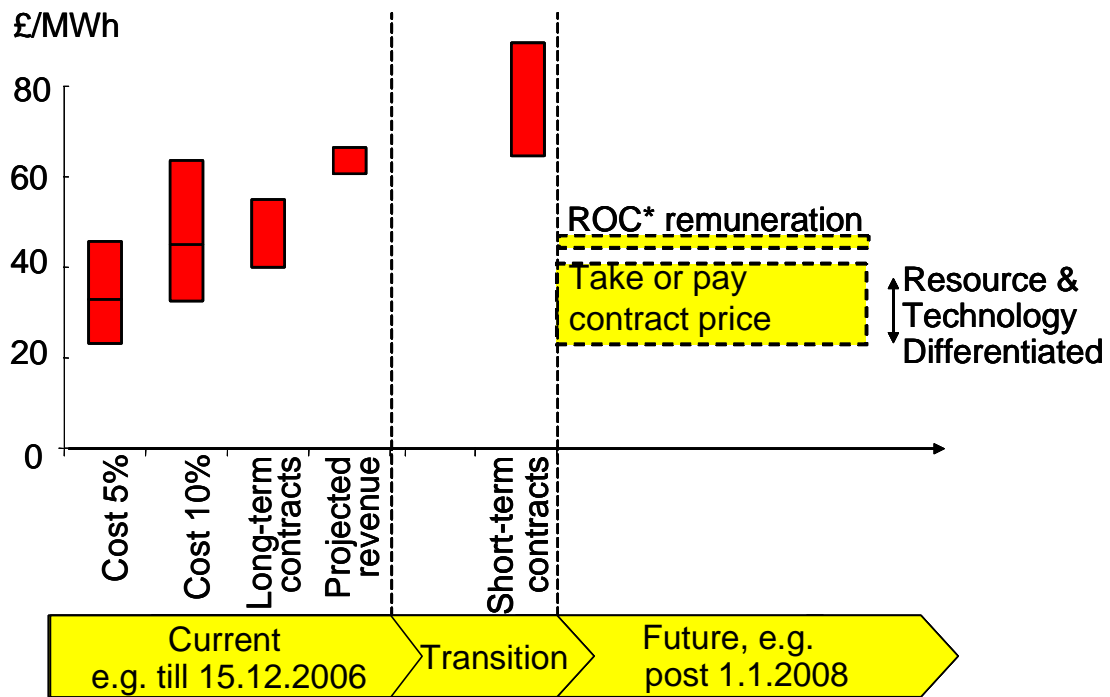 £/MWh
80
60
40
20
0
ROC* remuneration
Take or pay
contract price
Resource &
Technology
Differentiated
Cost 5%
Cost 10%
Long-term
contracts
Projected
revenue
Short-term
contracts
Current
e.g. till 15.12.2006
Transition
Future, e.g.
post 1.1.2008